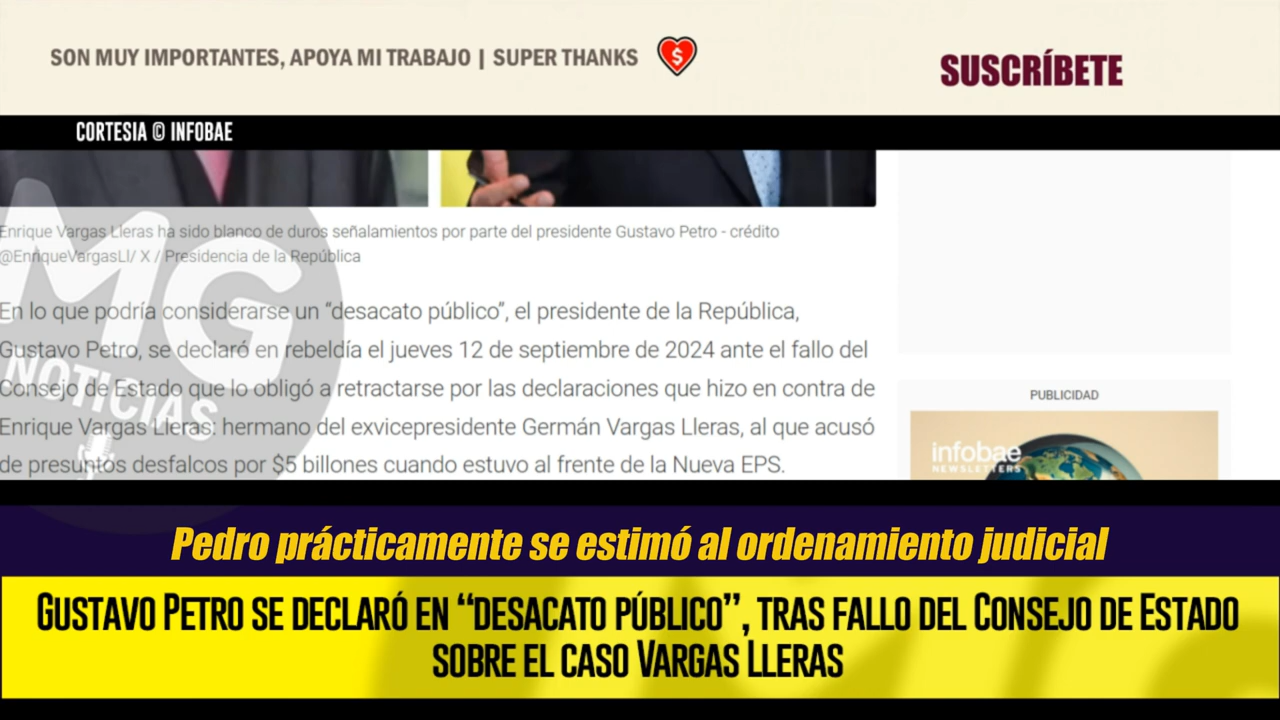 SON MUY IMPORTANTES, APOYA MI TRABAJO | SUPER THANKS
SUSCRÍBETE
CORTESIA © INFOBAE
Enrique Vargas Lleras ha sido blanco de duros señalamientos por parte del presidente Gustavo Petro - crédito
@EnriqueVargasLl/ X / Presidencia de la República
En lo que podría considerarse un “desacato público”, el presidente de la República,
Gustavo Petro, se declaró en rebeldía el jueves 12 de septiembre de 2024 ante el fallo del
Consejo de Estado que lo obligó a retractarse por las declaraciones que hizo en contra de
Enrique Vargas Lleras: hermano del exvicepresidente Germán Vargas Lleras, al que acusó
de presuntos desfalcos por $5 billones cuando estuvo al frente de la Nueva EPS.
MG
NOTICIAS
PUBLICIDAD
infobae
NEWSLETTERS
Pedro prácticamente se estimó al ordenamiento judicial
GUSTAVO PETRO SE DECLARÓ EN “DESACATO PÚBLICO”, TRAS FALLO DEL CONSEJO DE ESTADO
SOBRE EL CASO VARGAS LLERAS